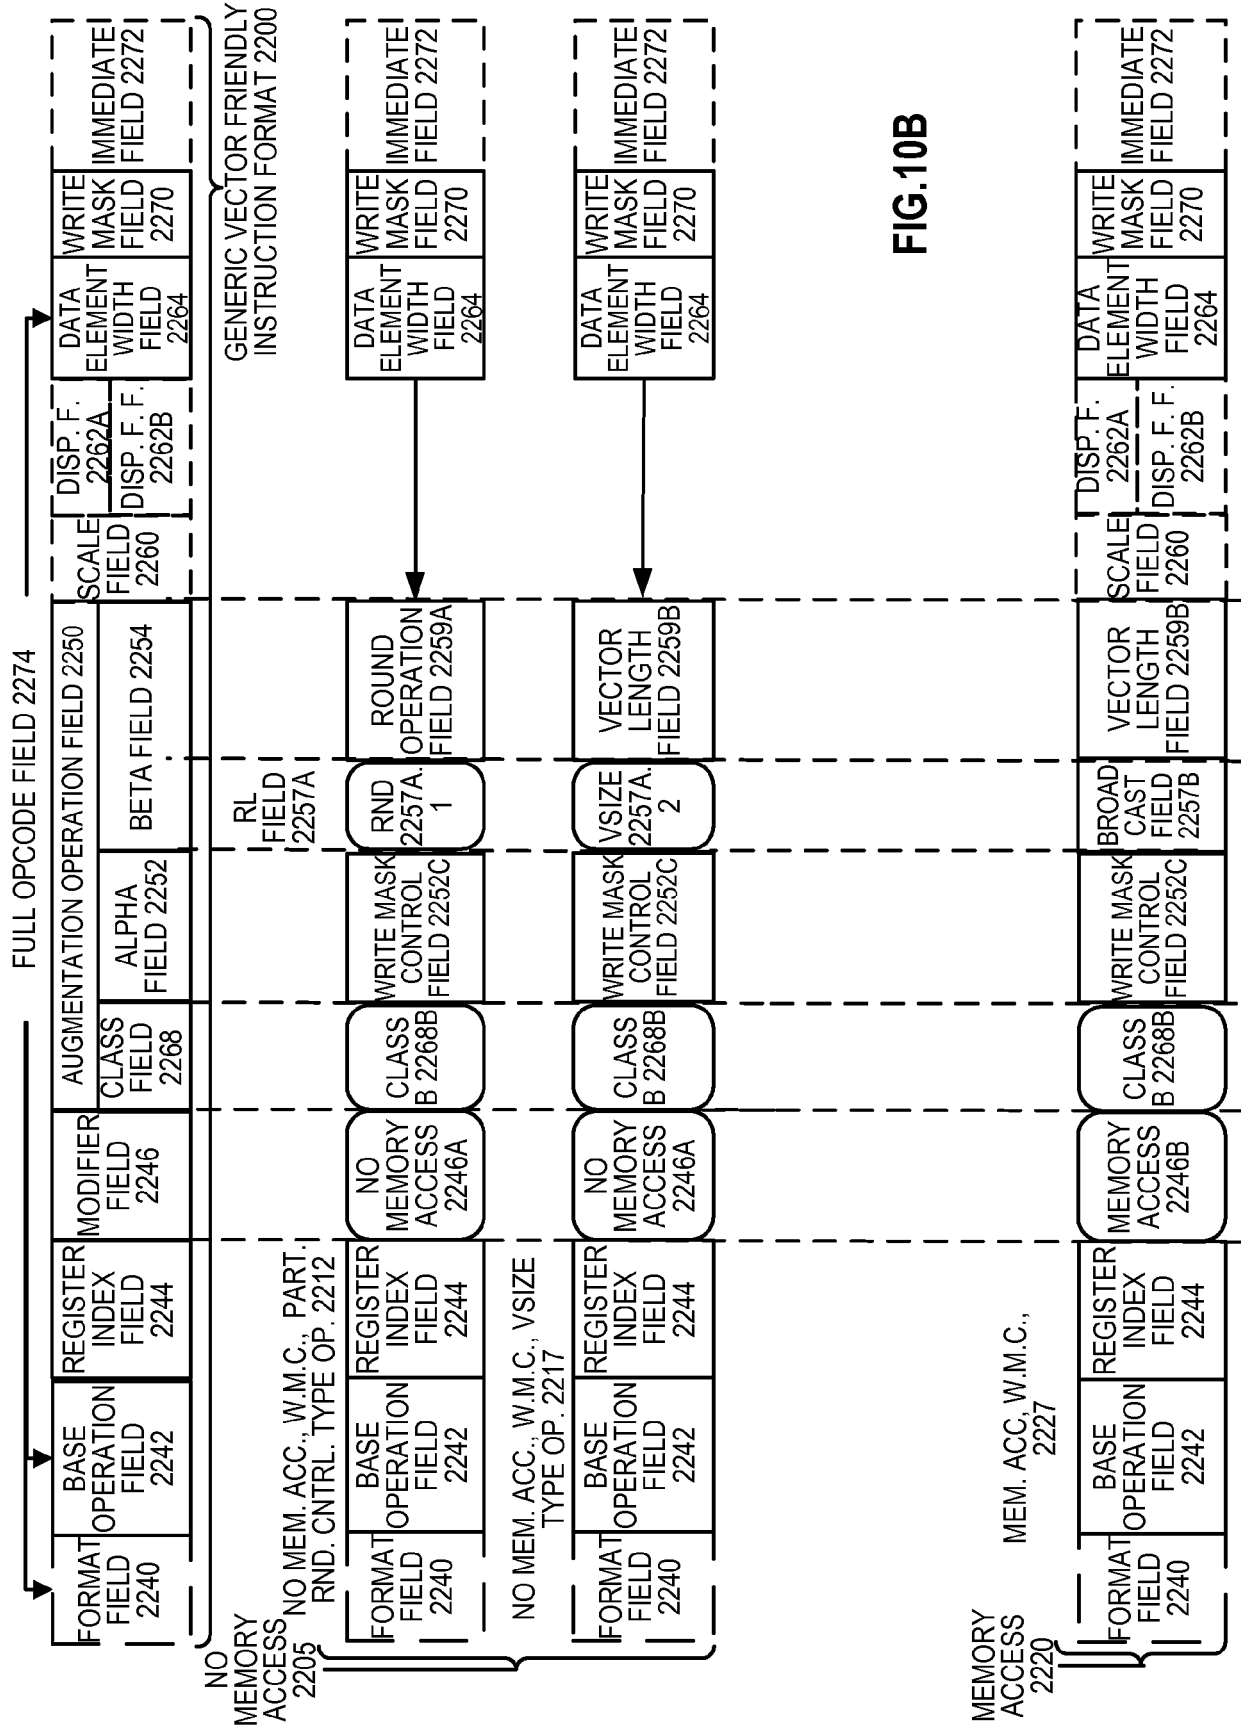 FULL OPCODE FIELD 2274
FORMAT
FIELD
2240
BASE
OPERATION
FIELD
2242
REGISTER
INDEX
FIELD
2244
MODIFIER
FIELD
2246
AUGMENTATION OPERATION FIELD 2250
CLASS
FIELD
2268
ALPHA
FIELD 2252
BETA FIELD 2254
SCALE
FIELD
2260
DISP. F.
2262A
DISP. F. F.
2262B
DATA
ELEMENT
WIDTH
FIELD
2264
WRITE
MASK
FIELD
2270
IMMEDIATE
FIELD 2272
GENERIC VECTOR FRIENDLY
INSTRUCTION FORMAT 2200
NO
MEMORY
ACCESS
2205
NO MEM. ACC., W.M.C., PART.
RND. CNTRL. TYPE OP. 2212
RL
FIELD
2257A
FORMAT
FIELD
2240
BASE
OPERATION
FIELD
2242
REGISTER
INDEX
FIELD
2244
NO
MEMORY
ACCESS
2246A
CLASS
B 2268B
WRITE MASK
CONTROL
FIELD 2252C
RND
2257A.
1
ROUND
OPERATION
FIELD 2259A
DATA
ELEMENT
WIDTH
FIELD
2264
WRITE
MASK
FIELD
2270
IMMEDIATE
FIELD 2272
NO MEM. ACC., W.M.C., VSIZE
TYPE OP. 2217
FORMAT
FIELD
2240
BASE
OPERATION
FIELD
2242
REGISTER
INDEX
FIELD
2244
NO
MEMORY
ACCESS
2246A
CLASS
B 2268B
WRITE MASK
CONTROL
FIELD 2252C
VSIZE
2257A.
2
VECTOR
LENGTH
FIELD 2259B
DATA
ELEMENT
WIDTH
FIELD
2264
WRITE
MASK
FIELD
2270
IMMEDIATE
FIELD 2272
FIG.10B
MEMORY
ACCESS
2220
MEM. ACC, W.M.C.,
2227
FORMAT
FIELD
2240
BASE
OPERATION
FIELD
2242
REGISTER
INDEX
FIELD
2244
MEMORY
ACCESS
2246B
CLASS
B 2268B
WRITE MASK
CONTROL
FIELD 2252C
BROAD
CAST
FIELD
2257B
VECTOR
LENGTH
FIELD 2259B
SCALE
FIELD
2260
DISP. F.
2262A
DISP. F. F.
2262B
DATA
ELEMENT
WIDTH
FIELD
2264
WRITE
MASK
FIELD
2270
IMMEDIATE
FIELD 2272